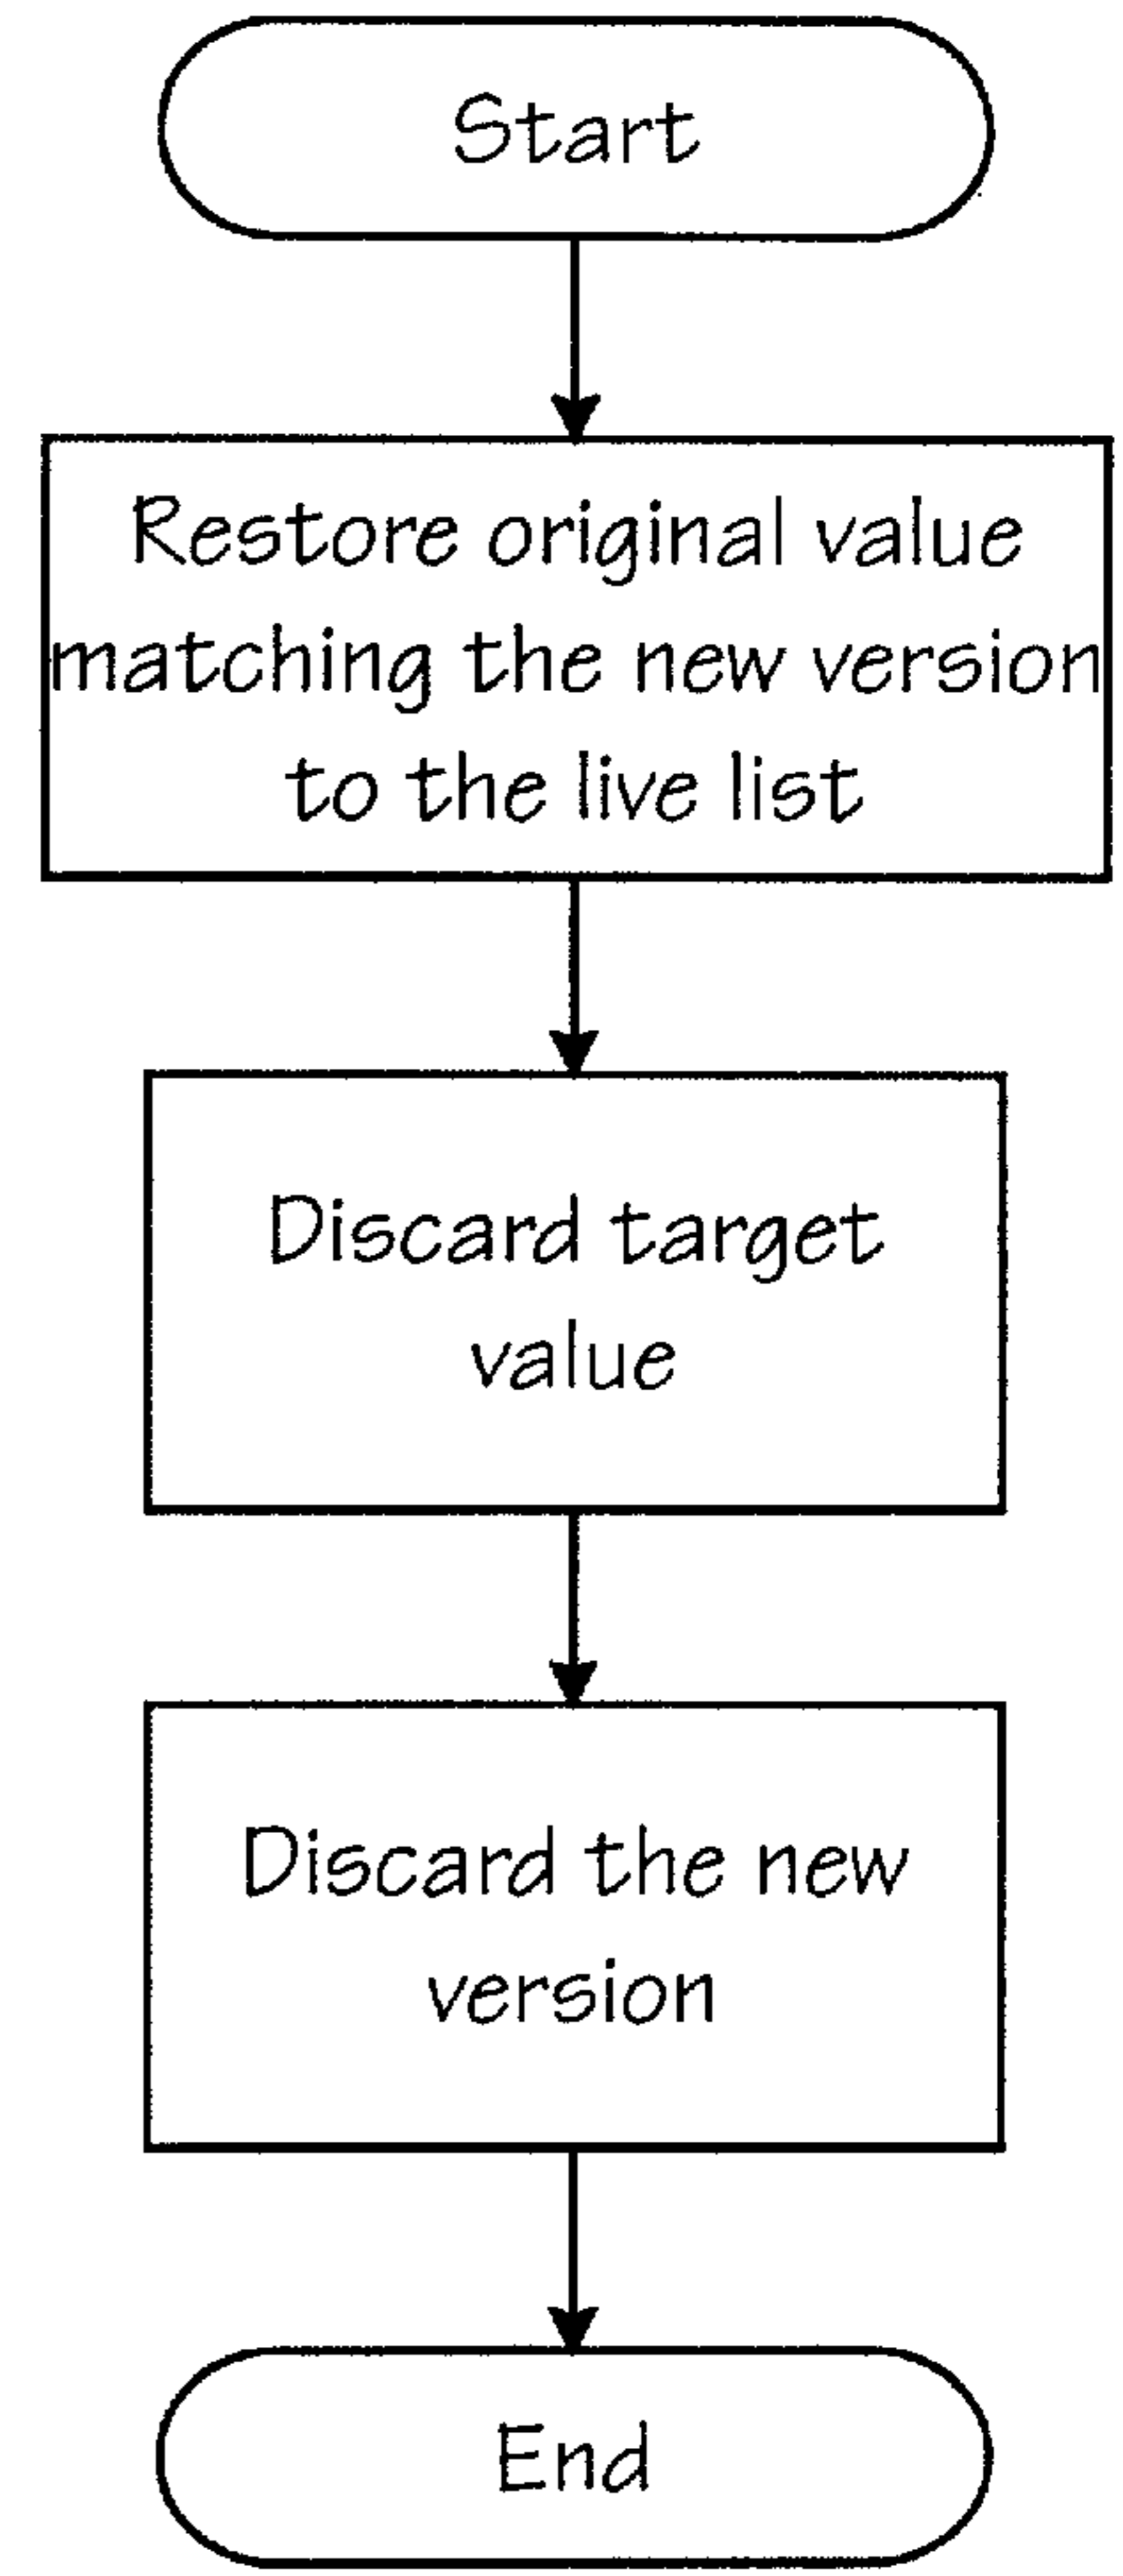 Start
Restore original value
matching the new version
to the live list
Discard target
value
Discard the new
version
End